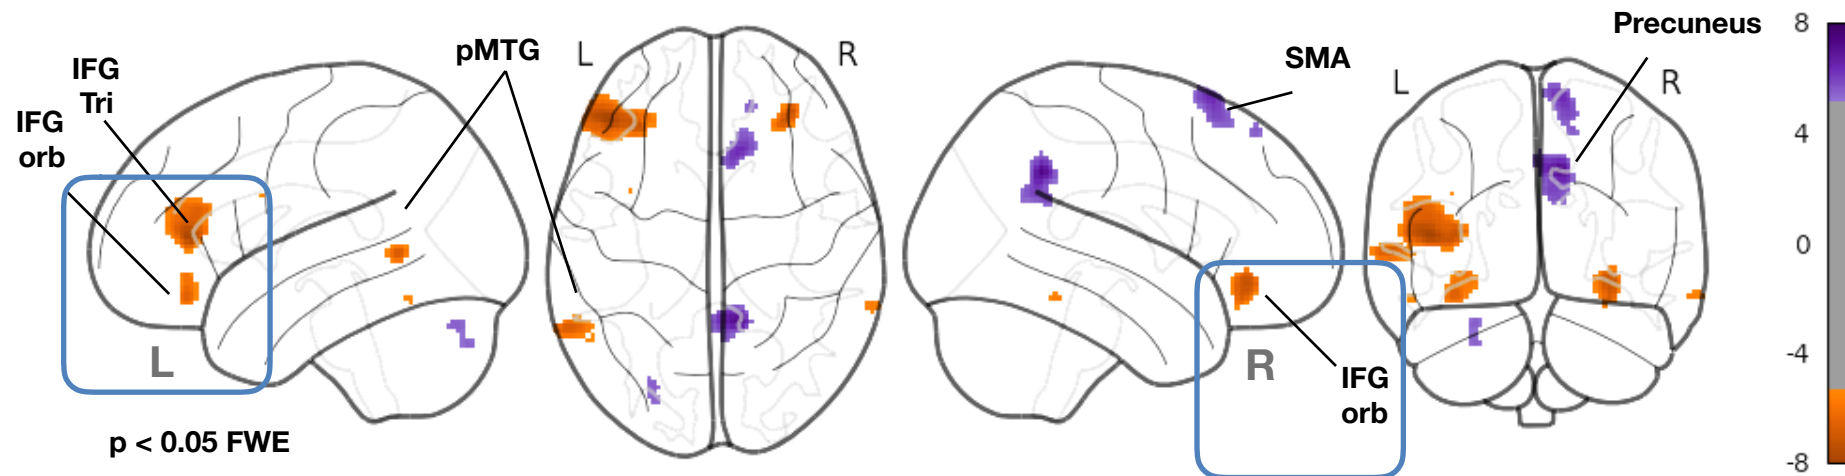 IFG
Tri
IFG
orb
L
p < 0.05 FWE
pMTG
L
R
SMA
R
IFG
orb
Precuneus
L
R
8
4
0
-4
-8